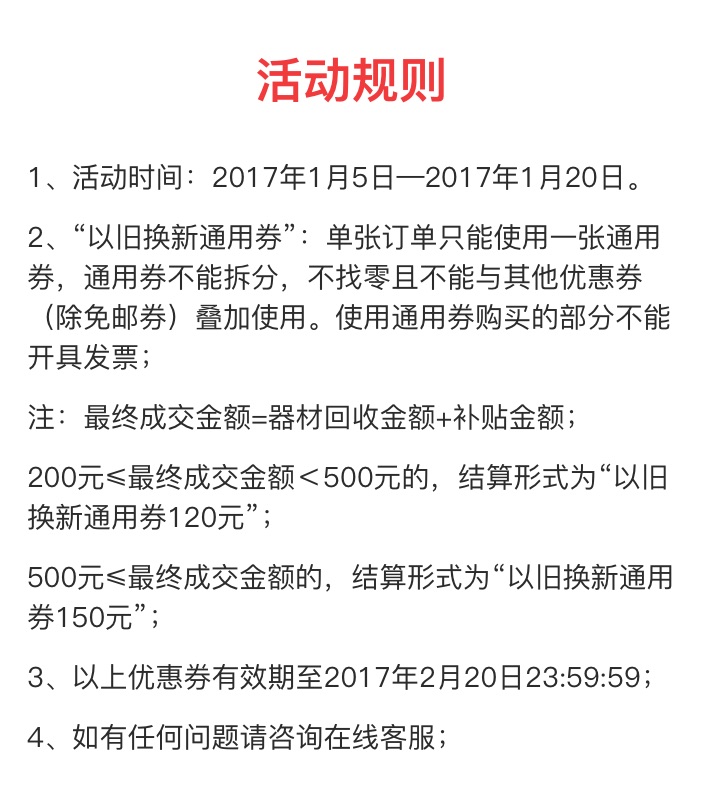 活动规则
1、活动时间：2017年1月5日—2017年1月20日。
2、“以旧换新通用券”：单张订单只能使用一张通用
券，通用券不能拆分，不找零且不能与其他优惠券
（除免邮券）叠加使用。使用通用券购买的部分不能
开具发票；
注：最终成交金额=器材回收金额+补贴金额；
200元≤最终成交金额＜500元的，结算形式为“以旧
换新通用券120元”；
500元≤最终成交金额的，结算形式为“以旧换新通用
券150元”；
3、以上优惠券有效期至2017年2月20日23:59:59；
4、如有任何问题请咨询在线客服；